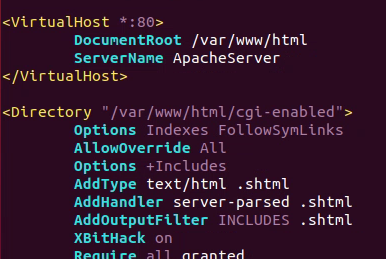 <VirtualHost *:80>
DocumentRoot /var/www/html
ServerName ApacheServer
</VirtualHost>
<Directory "/var/www/html/cgi-enabled">
Options Indexes FollowSymLinks
AllowOverride All
Options +Includes
AddType text/html .shtml
AddHandler server-parsed .shtml
AddOutputFilter INCLUDES .shtml
XBitHack on
Require all granted